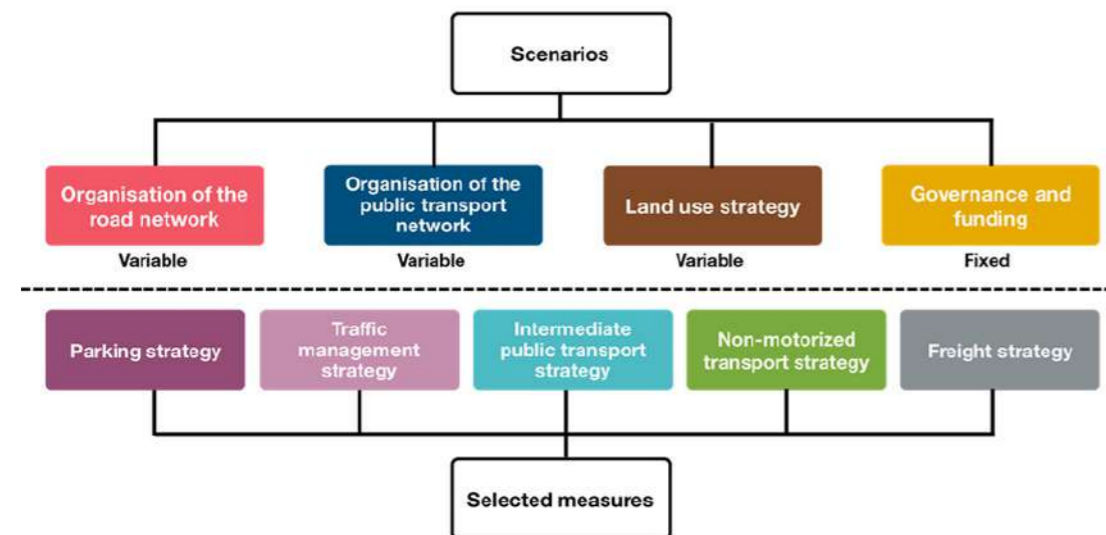 Scenarios
Organisation of the
road network
Organisation of the
public transport
network
Land use strategy
Governance and
funding
Variable
Variable
Variable
Fixed
Parking strategy
Traffic
management
strategy
Intermediate
public transport
strategy
Non-motorized
transport strategy
Freight strategy
Selected measures